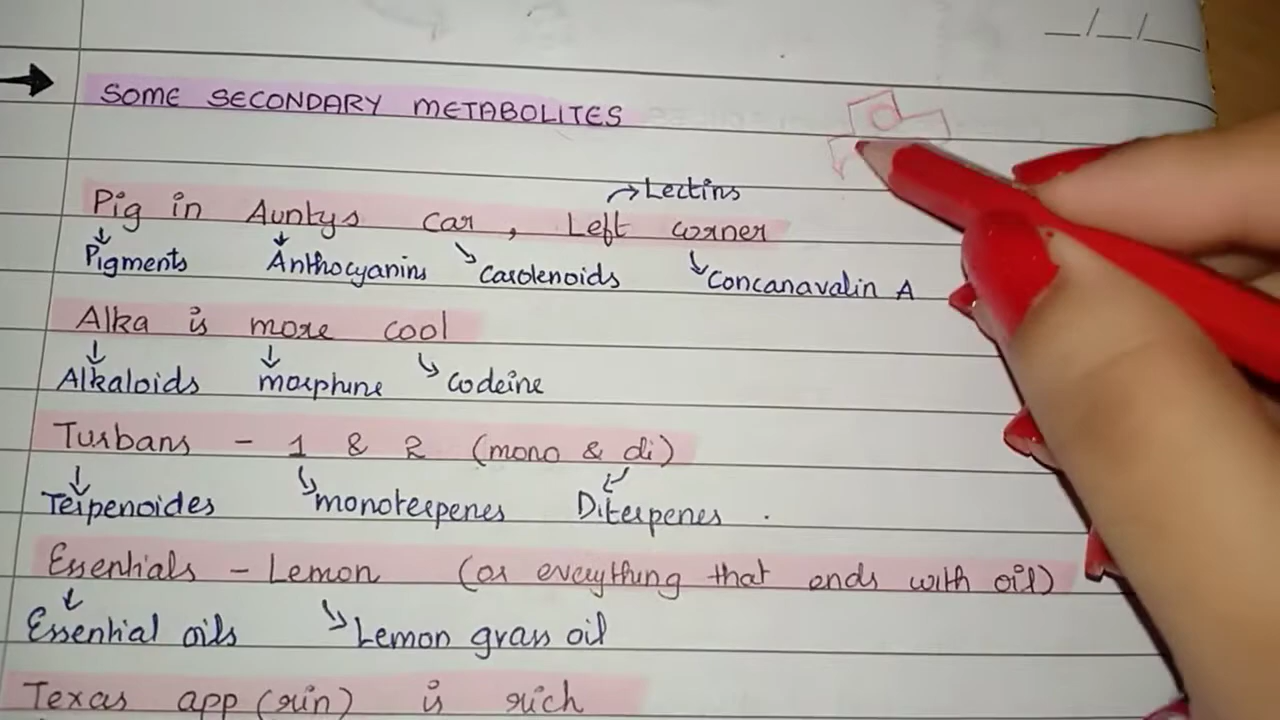 _/_/_
→ SOME SECONDARY METABOLITES
→ Lectins
Pig in Auntys car, Left corner
Pigments Anthocyanins Carotenoids Concanavalin A
Alka is more cool
Alkaloids morphine codeine
Turbans - 1 & 2 (mono & di)
Terpenoides monoterpenes Diterpenes .
Essentials - Lemon (or everything that ends with oil)
Essential oils Lemon grass oil
Texas app (rin) is rich